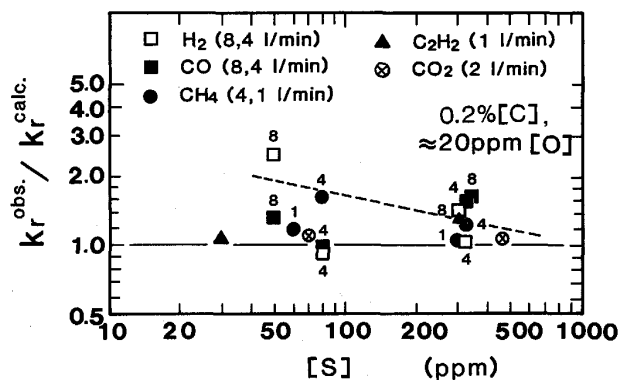 □ H₂ (8,4 l/min) ▲ C₂H₂ (1 l/min)
■ CO (8,4 l/min) ⊗ CO₂ (2 l/min)
● CH₄ (4,1 l/min)
0.2%[C],
≈20ppm [O]
kr obs. / kr calc.
5.0
4.0
3.0
2.0
1.0
0.5
8
8
4
1
4
4
4
8
8
4
1
4
10 20 50 100 200 500 1000
[S] (ppm)